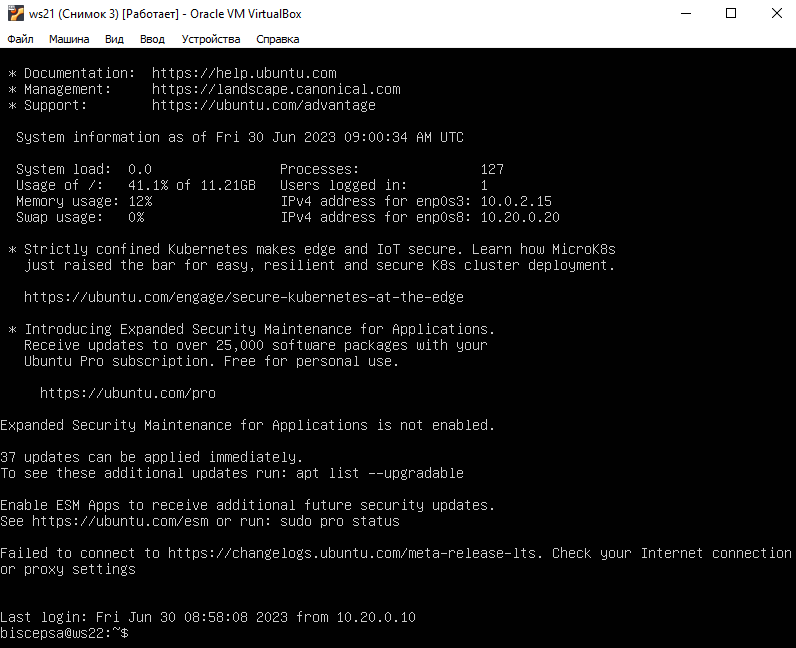 ws21 (Снимок 3) [Работает] - Oracle VM VirtualBox
Файл Машина Вид Ввод Устройства Справка
* Documentation:  https://help.ubuntu.com
* Management:     https://landscape.canonical.com
* Support:        https://ubuntu.com/advantage
System information as of Fri 30 Jun 2023 09:00:34 AM UTC
System load:  0.0                Processes:               127
Usage of /:   41.1% of 11.21GB   Users logged in:         1
Memory usage: 12%                IPv4 address for enp0s3: 10.0.2.15
Swap usage:   0%                 IPv4 address for enp0s8: 10.20.0.20
* Strictly confined Kubernetes makes edge and IoT secure. Learn how MicroK8s
just raised the bar for easy, resilient and secure K8s cluster deployment.
https://ubuntu.com/engage/secure-kubernetes-at-the-edge
* Introducing Expanded Security Maintenance for Applications.
Receive updates to over 25,000 software packages with your
Ubuntu Pro subscription. Free for personal use.
https://ubuntu.com/pro
Expanded Security Maintenance for Applications is not enabled.
37 updates can be applied immediately.
To see these additional updates run: apt list --upgradable
Enable ESM Apps to receive additional future security updates.
See https://ubuntu.com/esm or run: sudo pro status
Failed to connect to https://changelogs.ubuntu.com/meta-release-lts. Check your Internet connection
or proxy settings
Last login: Fri Jun 30 08:58:08 2023 from 10.20.0.10
biscepsa@ws22:~$